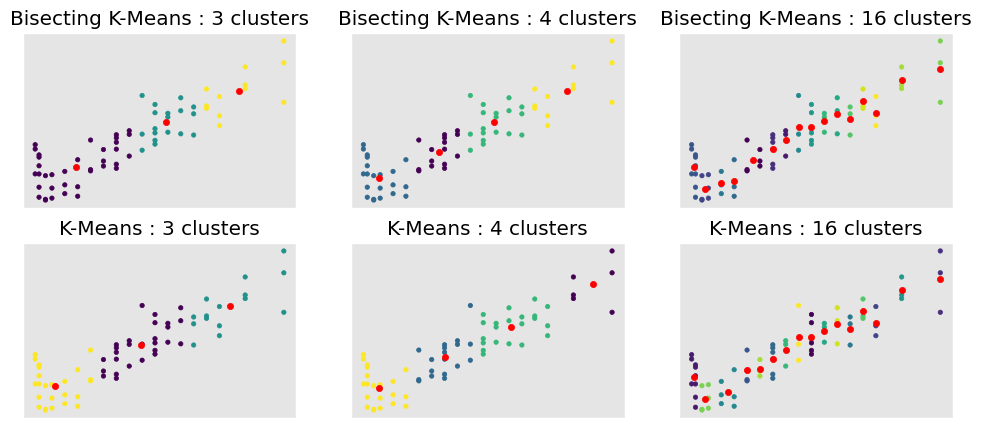 Bisecting K-Means : 3 clusters
Bisecting K-Means : 4 clusters
Bisecting K-Means : 16 clusters
K-Means : 3 clusters
K-Means : 4 clusters
K-Means : 16 clusters